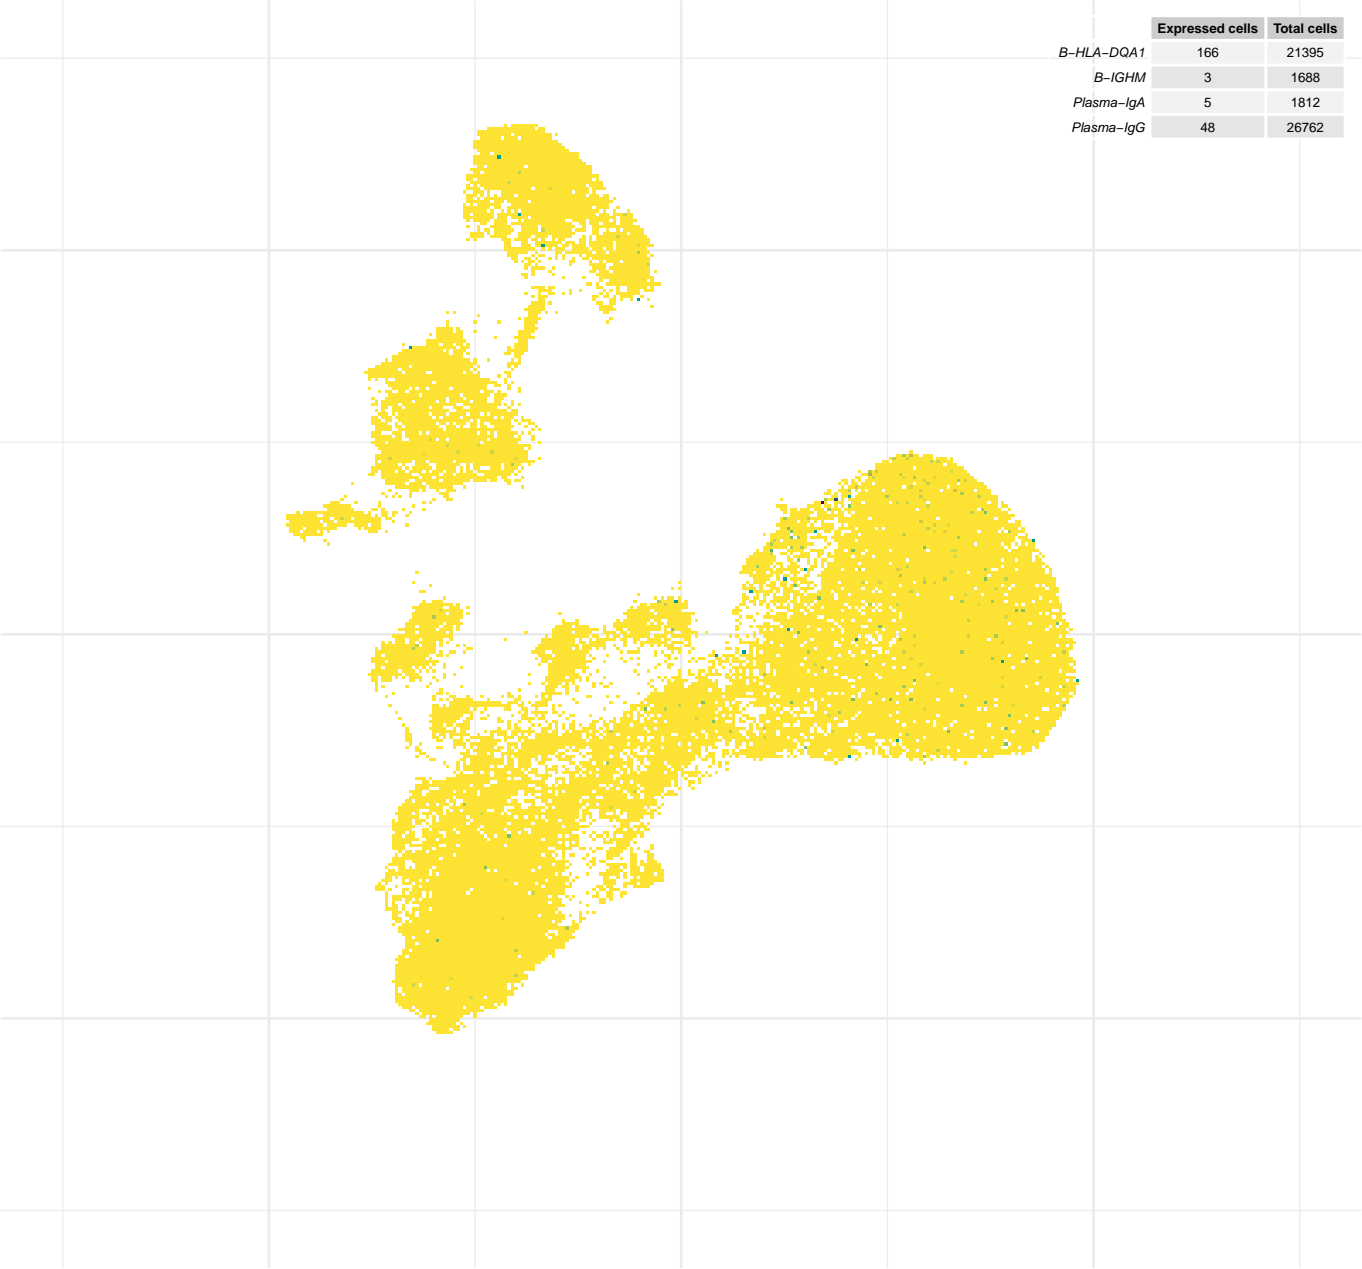 Expressed cells Total cells
B−HLA−DQA1 166 21395
B−IGHM 3 1688
Plasma−IgA 5 1812
Plasma−IgG 48 26762